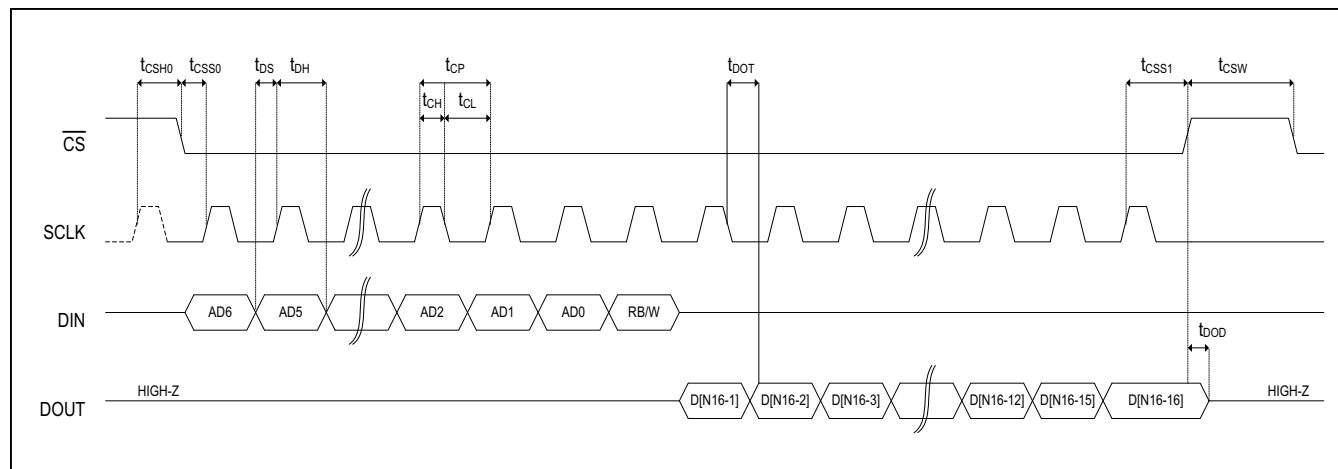 tCSH0 tCSS0 tDS tDH tCP tDOT tCSS1 tCSW
tCH tCL
CS
SCLK
DIN AD6 AD5 AD2 AD1 AD0 RB/W
tDOD
DOUT HIGH-Z D[N16-1] D[N16-2] D[N16-3] D[N16-12] D[N16-15] D[N16-16] HIGH-Z